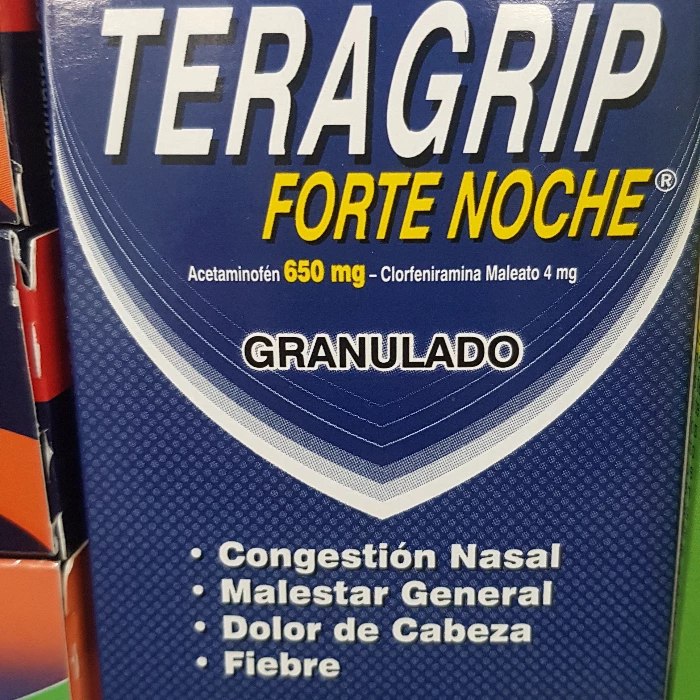 TERAGRIP
FORTE NOCHE®
Acetaminofén 650 mg – Clorfeniramina Maleato 4 mg
GRANULADO
• Congestión Nasal
• Malestar General
• Dolor de Cabeza
• Fiebre